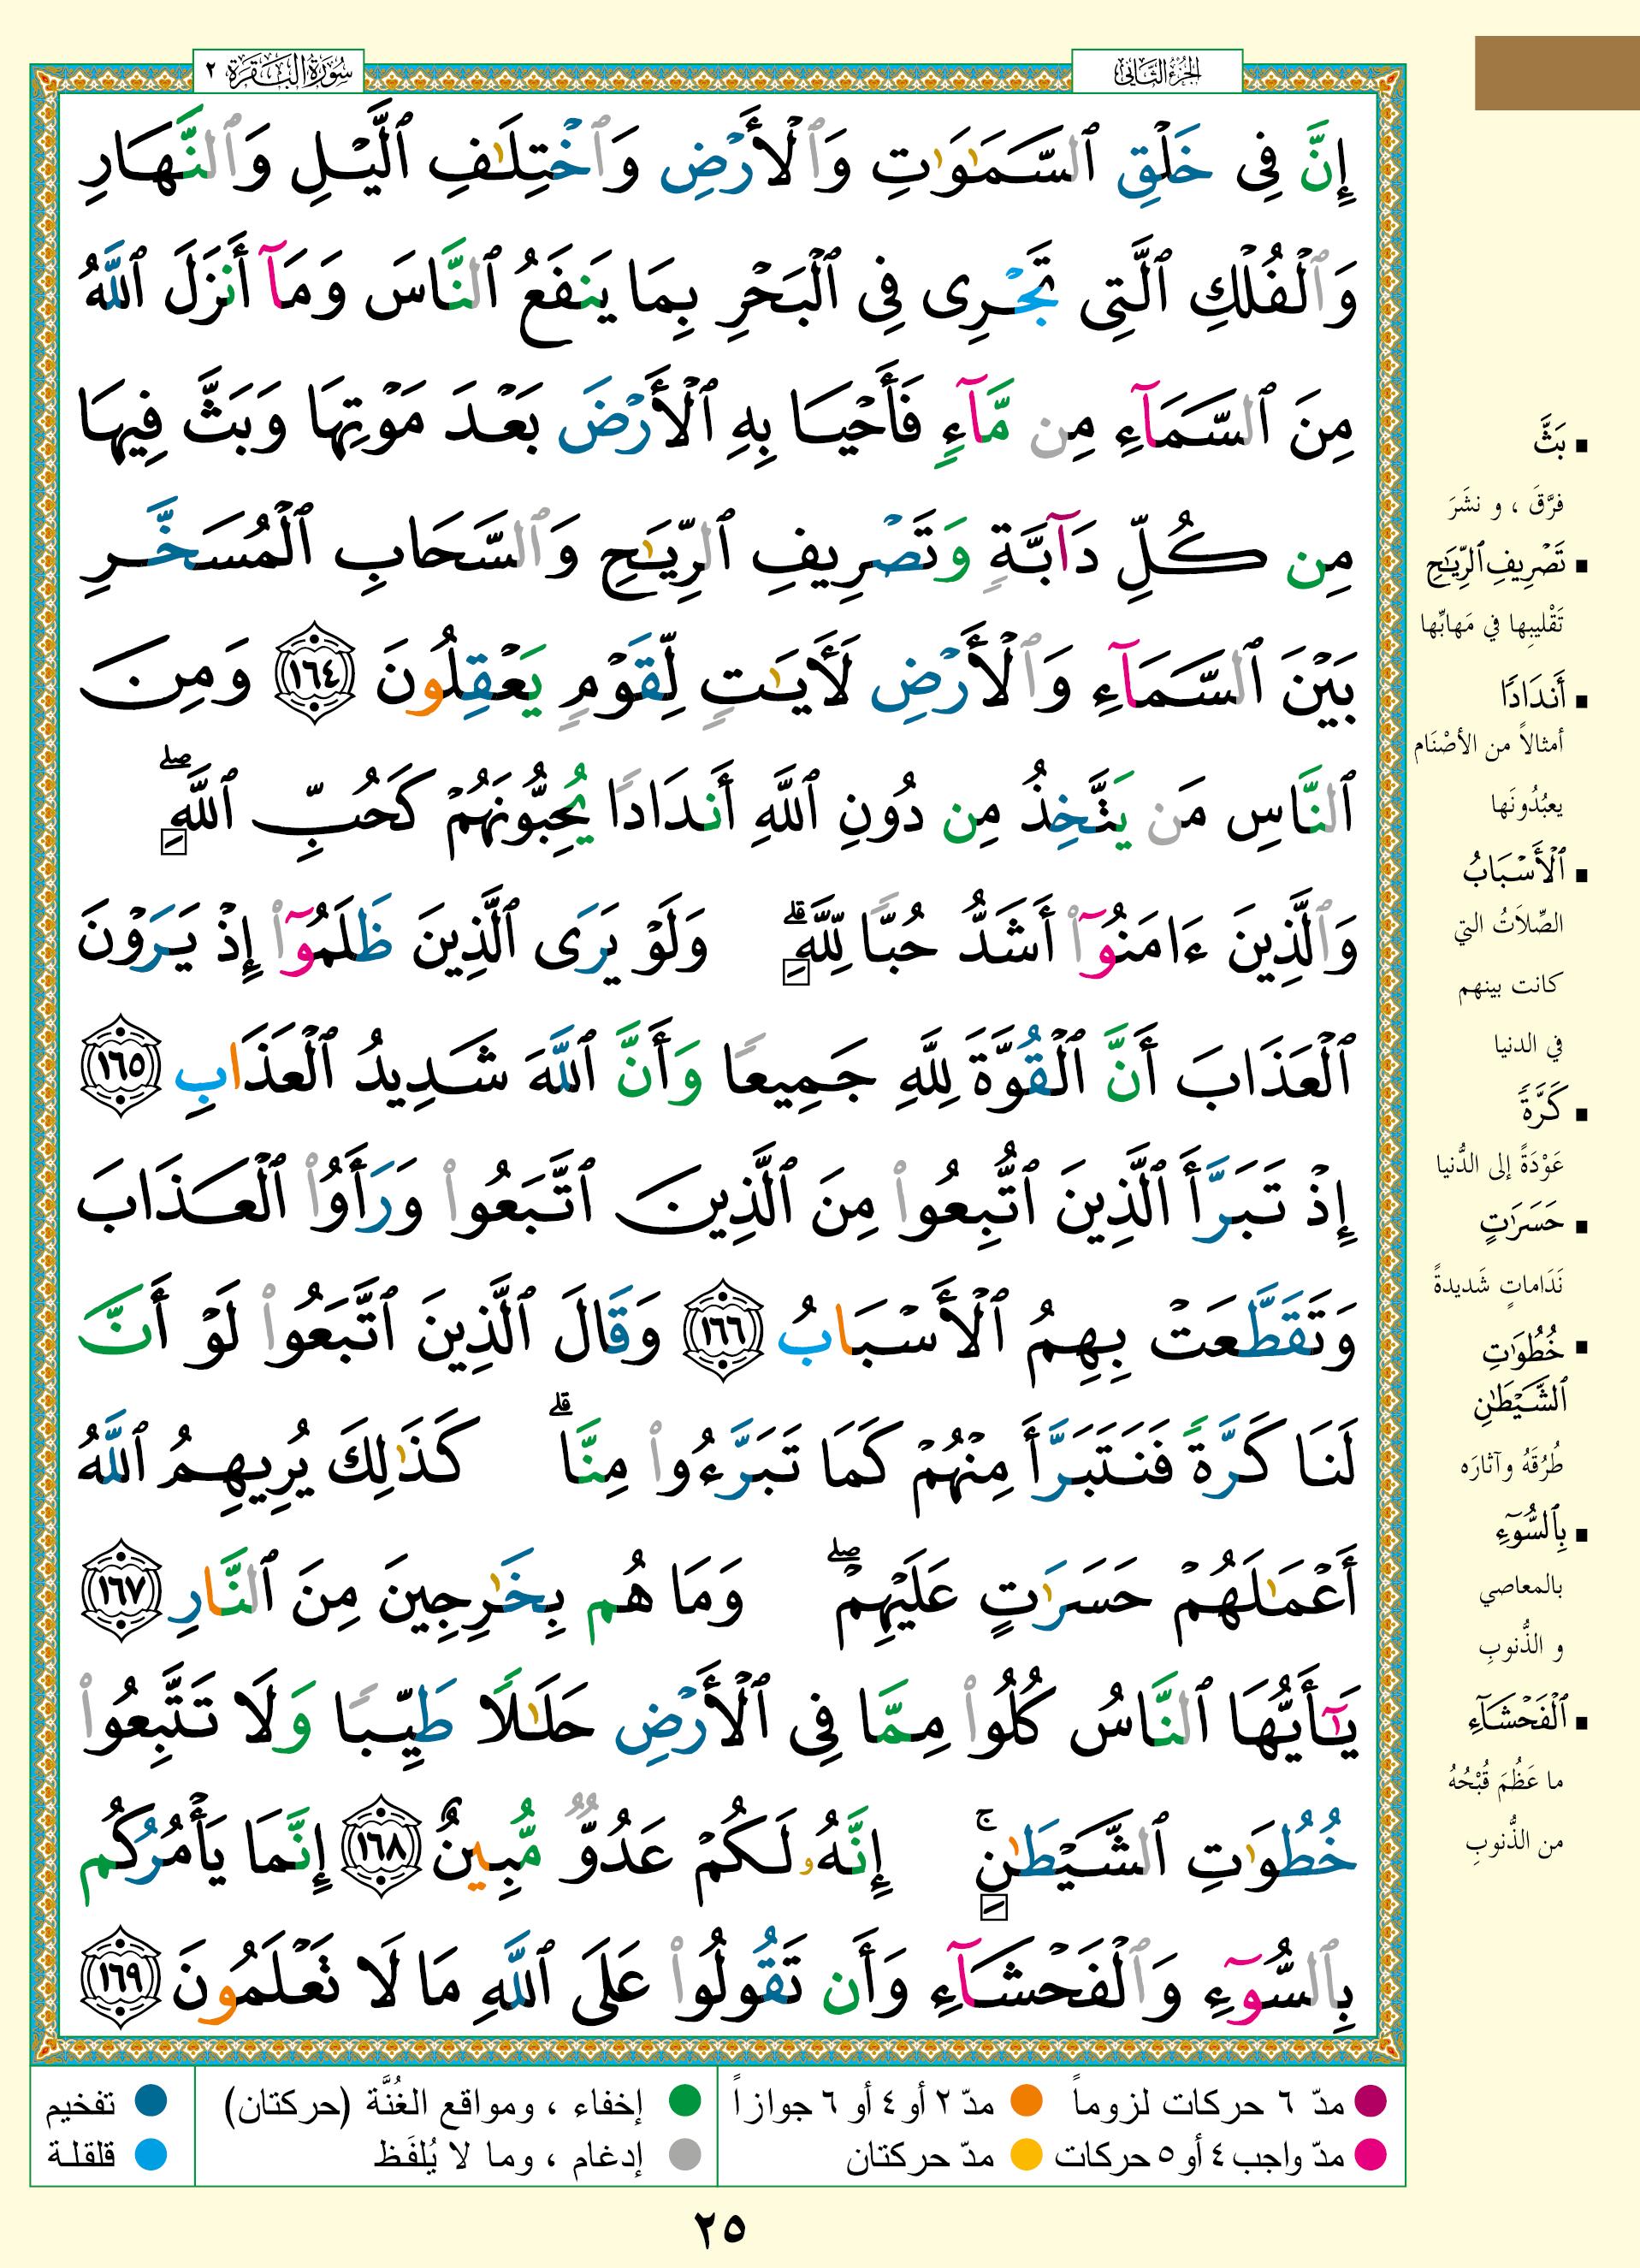 الجزء الثاني
سورة البقرة ٢
إِنَّ فِي خَلْقِ ٱلسَّمَٰوَٰتِ وَٱلْأَرْضِ وَٱخْتِلَٰفِ ٱلَّيْلِ وَٱلنَّهَارِ
وَٱلْفُلْكِ ٱلَّتِي تَجْرِي فِي ٱلْبَحْرِ بِمَا يَنفَعُ ٱلنَّاسَ وَمَآ أَنزَلَ ٱللَّهُ
مِنَ ٱلسَّمَآءِ مِن مَّآءٍ فَأَحْيَا بِهِ ٱلْأَرْضَ بَعْدَ مَوْتِهَا وَبَثَّ فِيهَا
مِن كُلِّ دَآبَّةٍ وَتَصْرِيفِ ٱلرِّيَٰحِ وَٱلسَّحَابِ ٱلْمُسَخَّرِ
بَيْنَ ٱلسَّمَآءِ وَٱلْأَرْضِ لَأَيَٰتٍ لِّقَوْمٍ يَعْقِلُونَ ١٦٤ وَمِنَ
ٱلنَّاسِ مَن يَتَّخِذُ مِن دُونِ ٱللَّهِ أَندَادًا يُحِبُّونَهُمْ كَحُبِّ ٱللَّهِ ۖ
وَٱلَّذِينَ ءَامَنُوٓا۟ أَشَدُّ حُبًّا لِّلَّهِ ۗ وَلَوْ يَرَى ٱلَّذِينَ ظَلَمُوٓا۟ إِذْ يَرَوْنَ
ٱلْعَذَابَ أَنَّ ٱلْقُوَّةَ لِلَّهِ جَمِيعًا وَأَنَّ ٱللَّهَ شَدِيدُ ٱلْعَذَابِ ١٦٥
إِذْ تَبَرَّأَ ٱلَّذِينَ ٱتُّبِعُوا۟ مِنَ ٱلَّذِينَ ٱتَّبَعُوا۟ وَرَأَوُا۟ ٱلْعَذَابَ
وَتَقَطَّعَتْ بِهِمُ ٱلْأَسْبَابُ ١٦٦ وَقَالَ ٱلَّذِينَ ٱتَّبَعُوا۟ لَوْ أَنَّ
لَنَا كَرَّةً فَنَتَبَرَّأَ مِنْهُمْ كَمَا تَبَرَّءُوا۟ مِنَّا ۗ كَذَٰلِكَ يُرِيهِمُ ٱللَّهُ
أَعْمَٰلَهُمْ حَسَرَٰتٍ عَلَيْهِمْ ۖ وَمَا هُم بِخَٰرِجِينَ مِنَ ٱلنَّارِ ١٦٧
يَٰٓأَيُّهَا ٱلنَّاسُ كُلُوا۟ مِمَّا فِي ٱلْأَرْضِ حَلَٰلًا طَيِّبًا وَلَا تَتَّبِعُوا۟
خُطُوَٰتِ ٱلشَّيْطَٰنِ ۚ إِنَّهُۥ لَكُمْ عَدُوٌّ مُّبِينٌ ١٦٨ إِنَّمَا يَأْمُرُكُم
بِٱلسُّوٓءِ وَٱلْفَحْشَآءِ وَأَن تَقُولُوا۟ عَلَى ٱللَّهِ مَا لَا تَعْلَمُونَ ١٦٩
▪ بَثَّ
فرَّقَ ، و نشَرَ
▪ تَصْرِيفِ ٱلرِّيَٰحِ
تَقْليبِها في مَهابِّها
▪ أَندَادًا
أمثالاً من الأصْنَام
يعبُدُونَها
▪ ٱلْأَسْبَابُ
الصِّلاَتُ التي
كانت بينهم
في الدنيا
▪ كَرَّةً
عَوْدَةً إلى الدُّنيا
▪ حَسَرَٰتٍ
نَدَاماتٍ شَديدةً
▪ خُطُوَٰتِ
ٱلشَّيْطَٰنِ
طُرُقَهُ وآثارَه
▪ بِٱلسُّوٓءِ
بالمعاصي
و الذُّنوبِ
▪ ٱلْفَحْشَآءِ
ما عَظُمَ قُبْحُهُ
من الذُّنوبِ
مدّ ٦ حركات لزوماً
مدّ ٢ أو ٤ أو ٦ جوازاً
إخفاء ، ومواقع الغُنَّة (حركتان)
تفخيم
مدّ واجب ٤ أو ٥ حركات
مدّ حركتان
إدغام ، وما لا يُلفَظ
قلقلة
٢٥